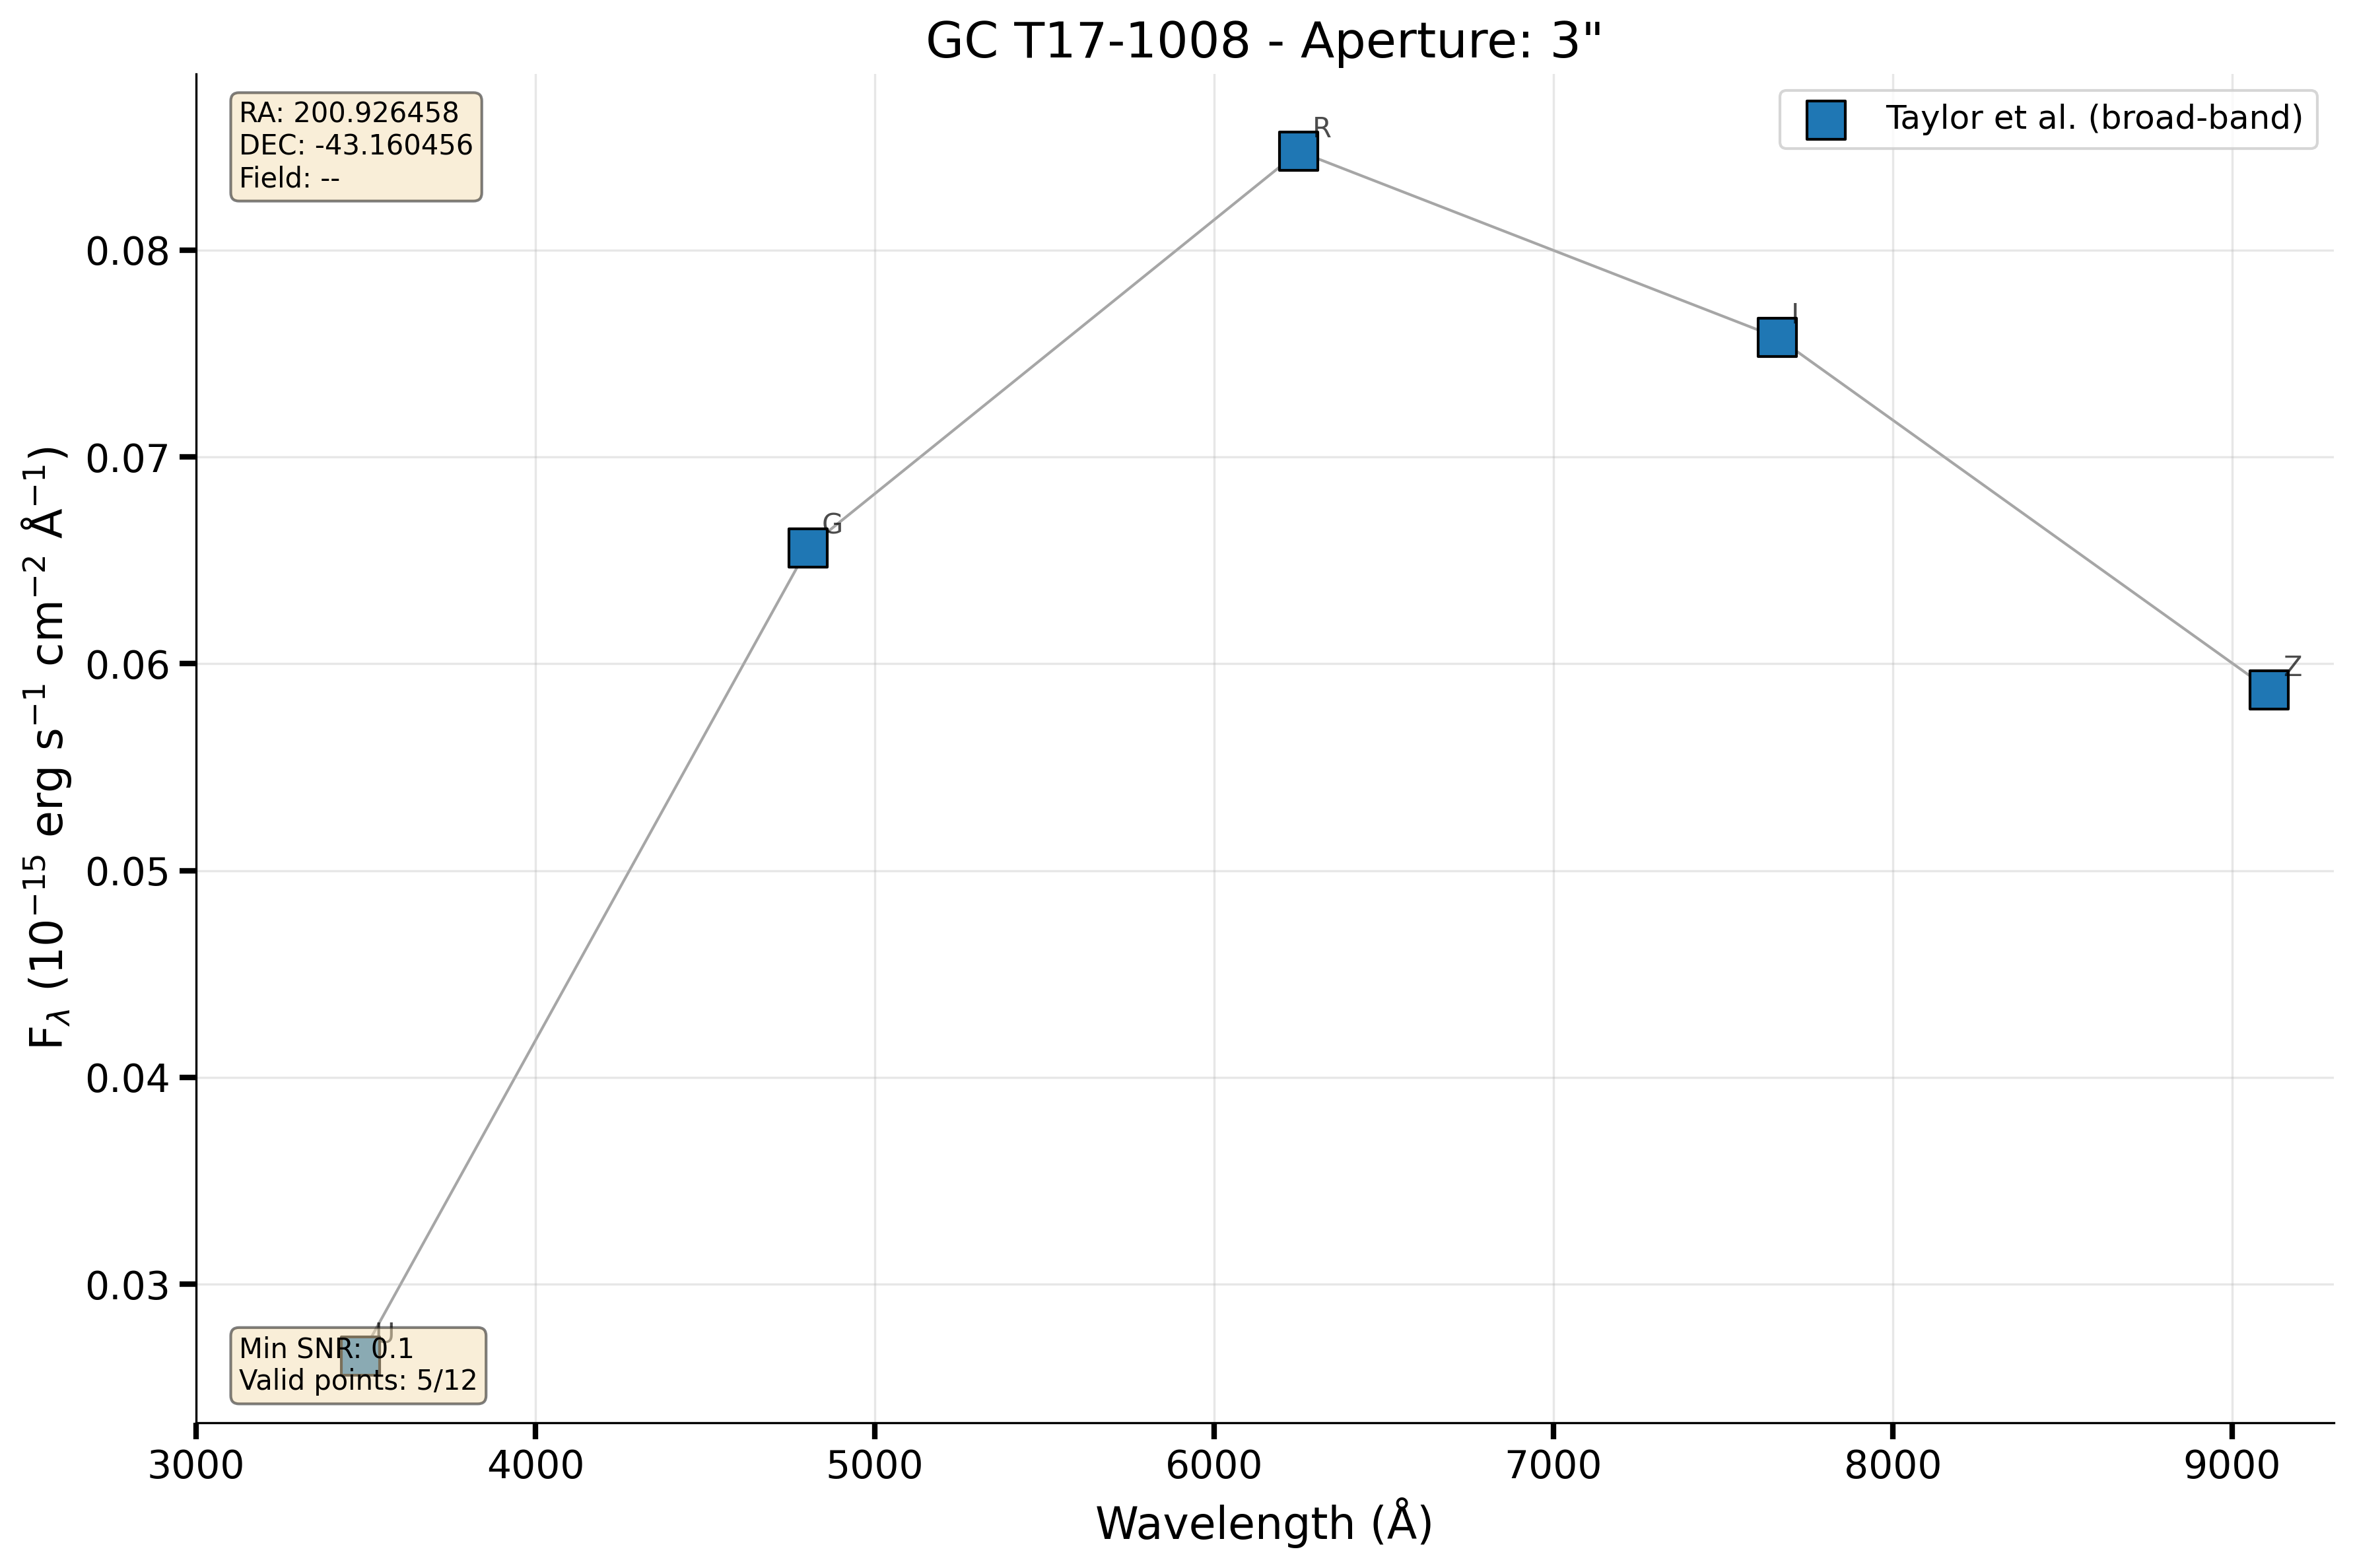 GC T17-1008 - Aperture: 3"
RA: 200.926458
DEC: -43.160456
Field: --
Taylor et al. (broad-band)
R
I
G
Z
U
0.08
0.07
0.06
0.05
0.04
0.03
F_λ (10⁻¹⁵ erg s⁻¹ cm⁻² Å⁻¹)
Min SNR: 0.1
Valid points: 5/12
3000 4000 5000 6000 7000 8000 9000
Wavelength (Å)